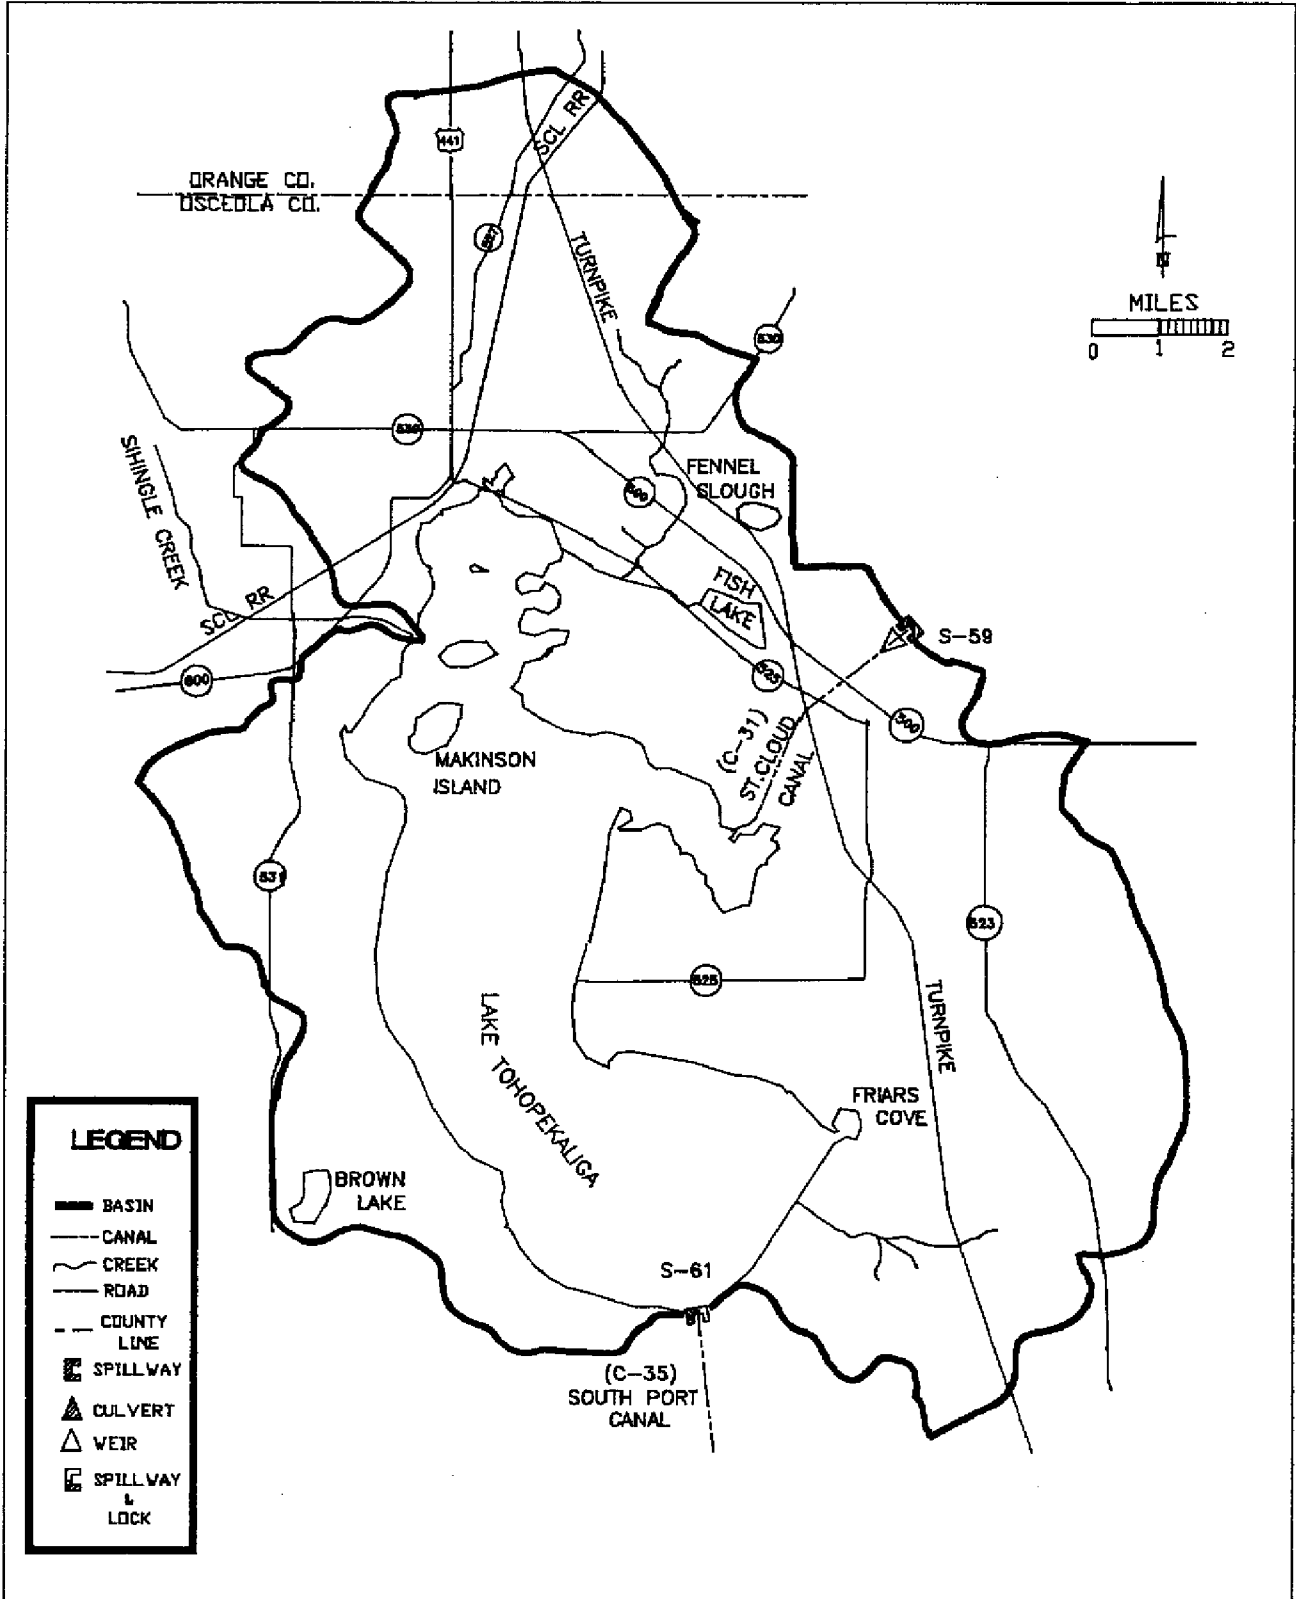 441
SCL RR
ORANGE CO.
OSCEOLA CO.
527
TURNPIKE
N
MILES
0 1 2
530
530
SIHINGLE CREEK
FENNEL
SLOUGH
500
FISH
LAKE
SCL RR
S-59
600
525
500
(C-31)
ST.CLOUD
CANAL
MAKINSON
ISLAND
531
523
525
LAKE TOHOPEKALIGA
TURNPIKE
FRIARS
COVE
BROWN
LAKE
S-61
(C-35)
SOUTH PORT
CANAL
LEGEND
BASIN
CANAL
CREEK
ROAD
COUNTY
LINE
SPILLWAY
CULVERT
WEIR
SPILLWAY
&
LOCK